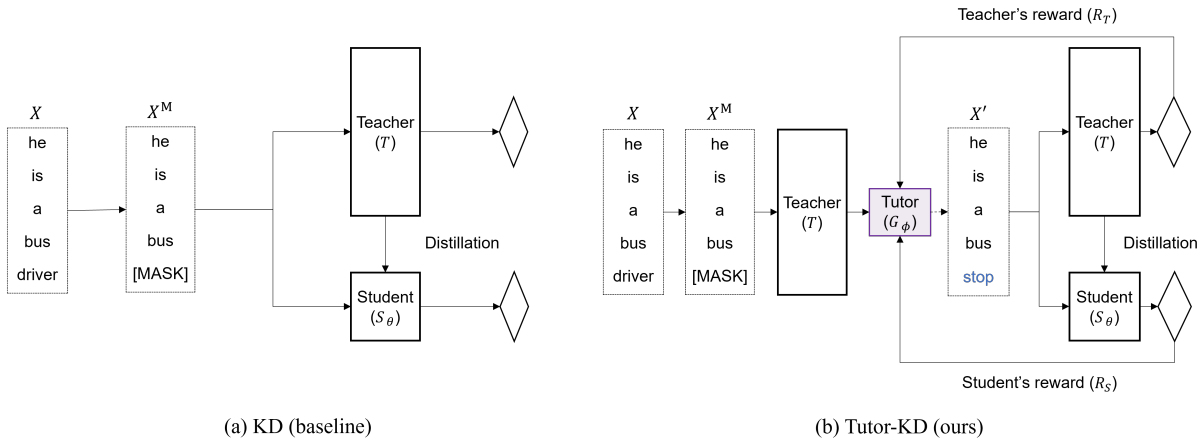 X
he
is
a
bus
driver
Xᴹ
he
is
a
bus
[MASK]
Teacher
(T)
Distillation
Student
(S_θ)
(a) KD (baseline)
Teacher's reward (R_T)
X
he
is
a
bus
driver
Xᴹ
he
is
a
bus
[MASK]
Teacher
(T)
Tutor
(G_ϕ)
X′
he
is
a
bus
stop
Teacher
(T)
Distillation
Student
(S_θ)
Student's reward (R_S)
(b) Tutor-KD (ours)